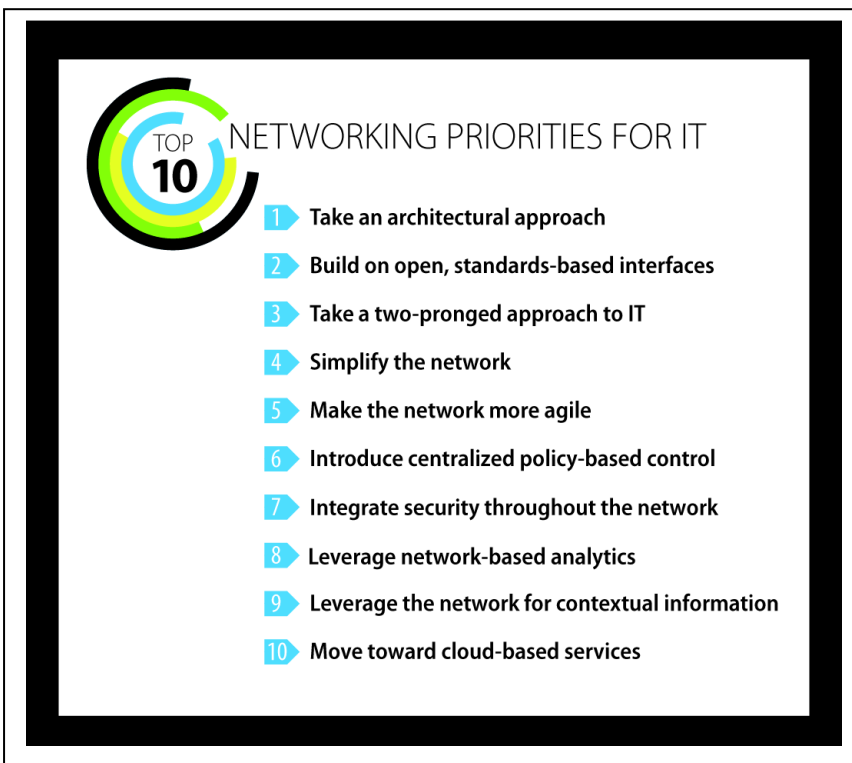 TOP
10
NETWORKING PRIORITIES FOR IT
1 Take an architectural approach
2 Build on open, standards-based interfaces
3 Take a two-pronged approach to IT
4 Simplify the network
5 Make the network more agile
6 Introduce centralized policy-based control
7 Integrate security throughout the network
8 Leverage network-based analytics
9 Leverage the network for contextual information
10 Move toward cloud-based services